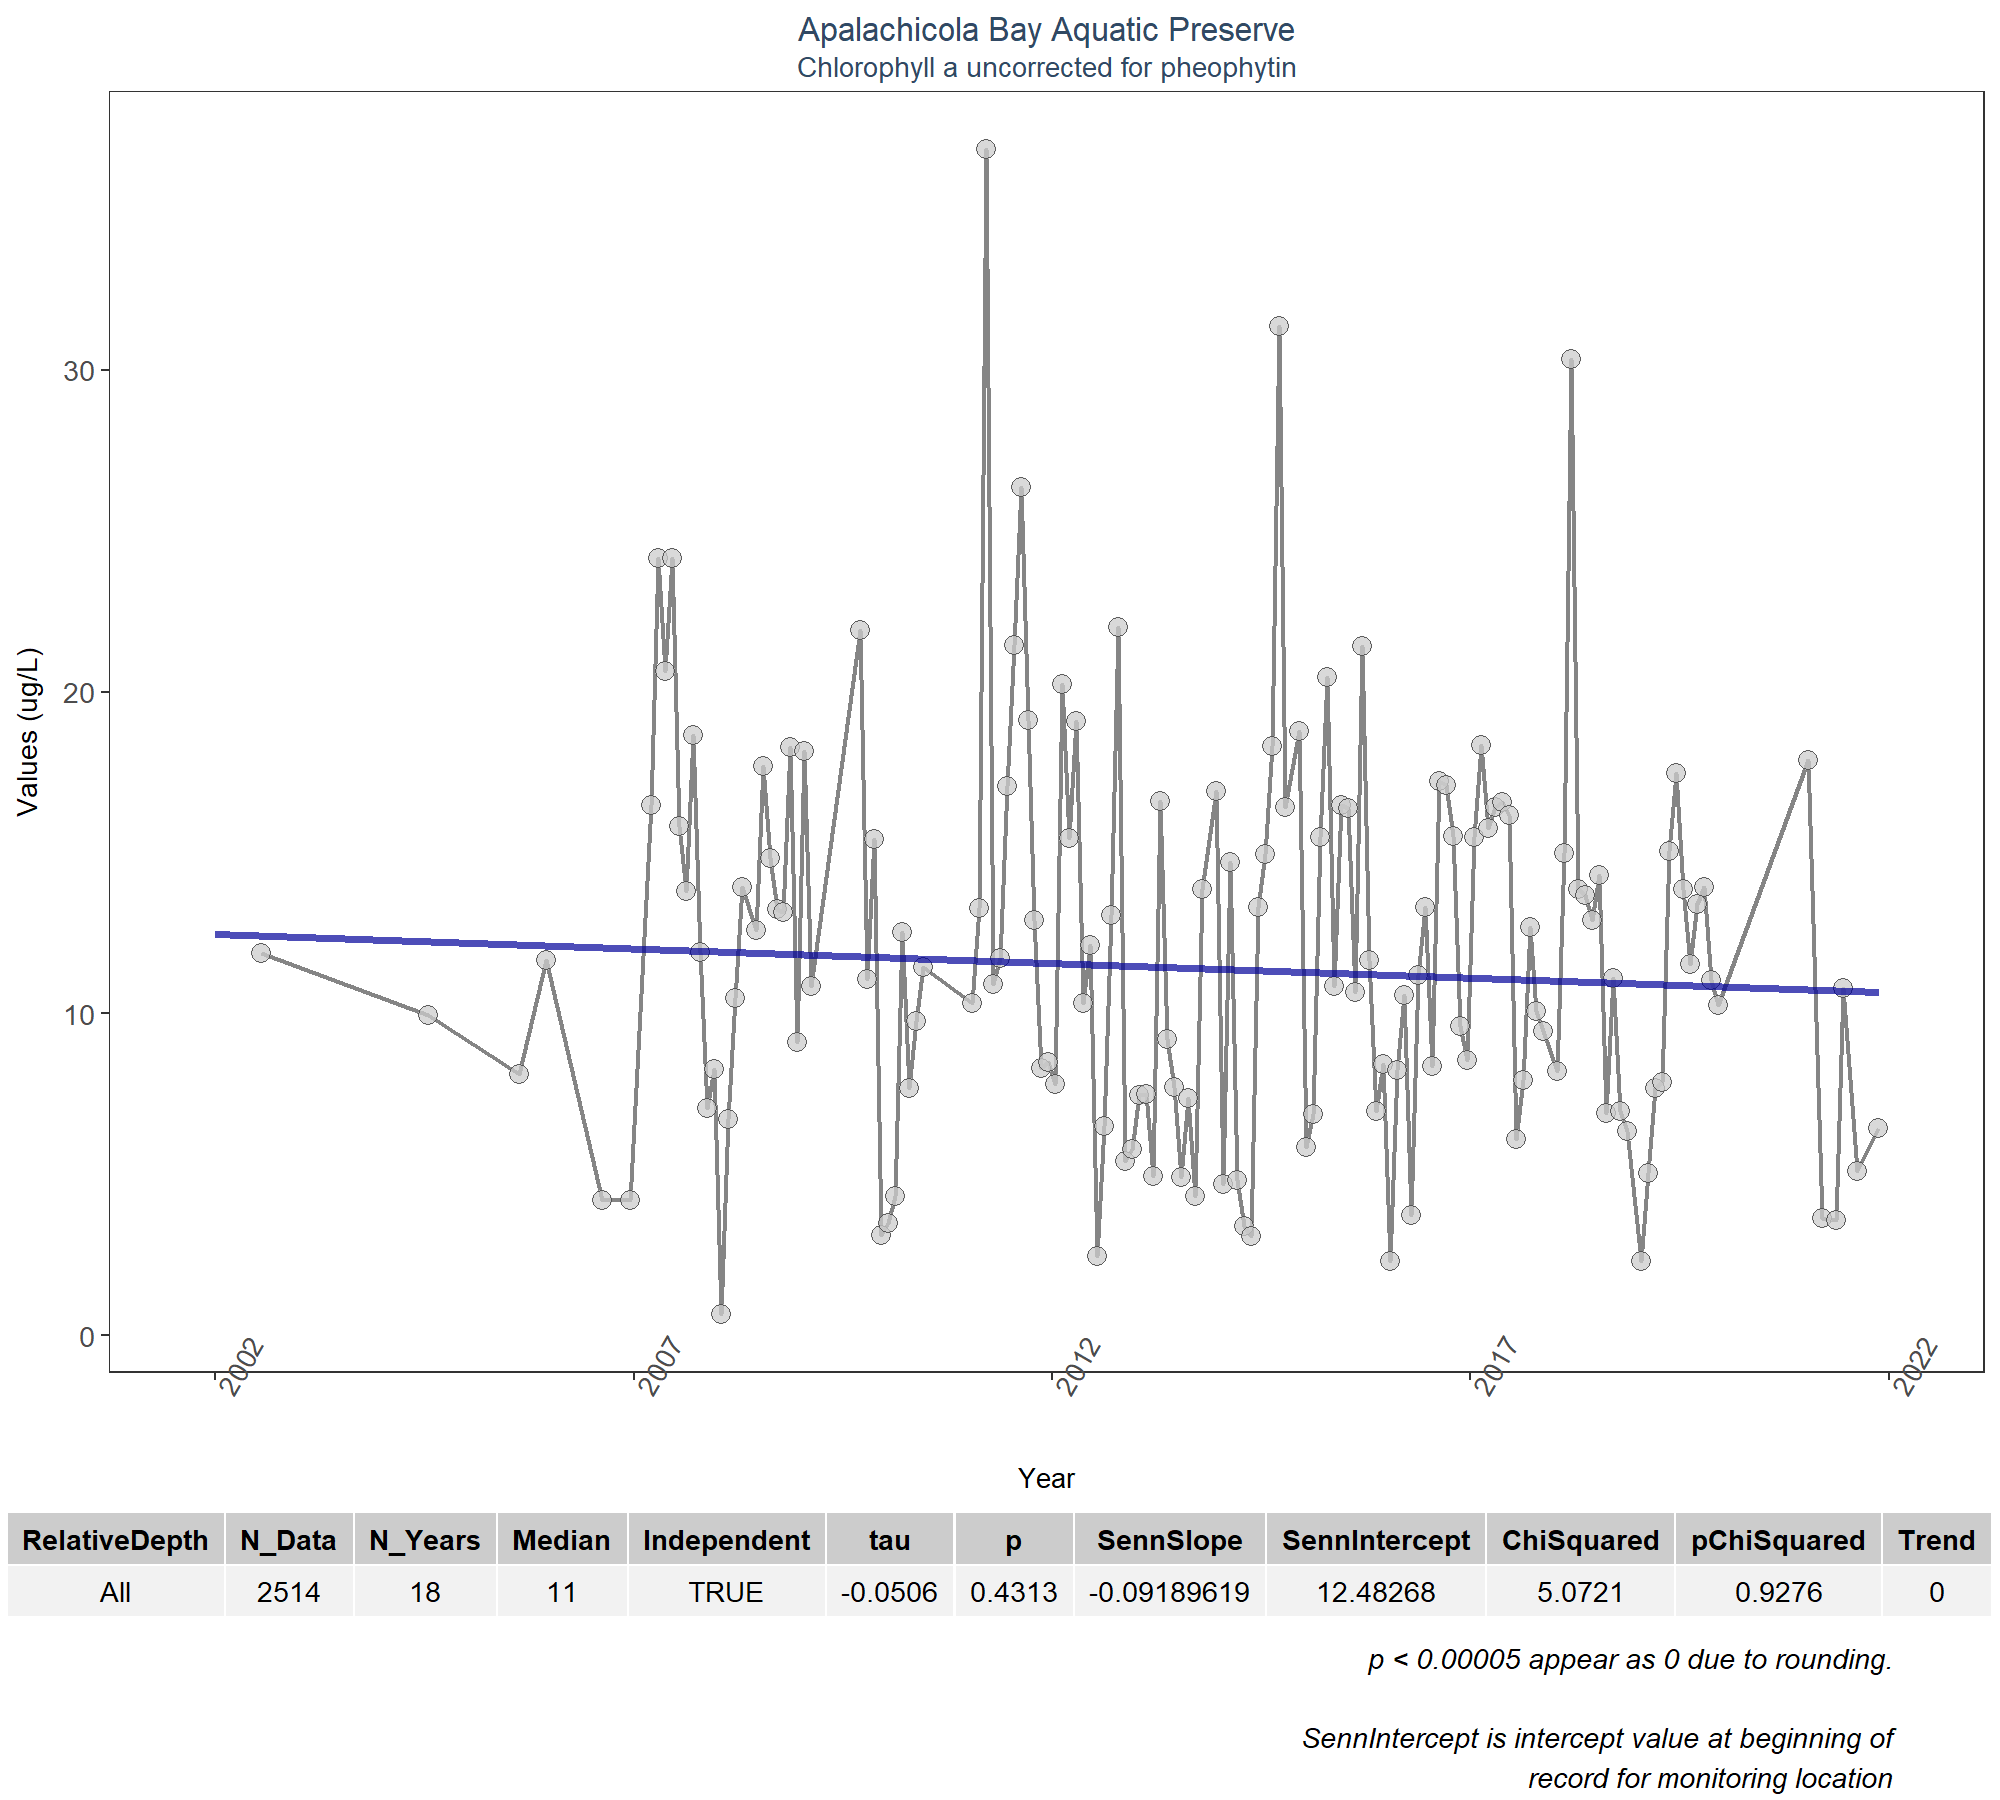 Apalachicola Bay Aquatic Preserve
Chlorophyll a uncorrected for pheophytin
Values (ug/L)
30
20
10
0
2002 2007 2012 2017 2022
Year
RelativeDepth N_Data N_Years Median Independent tau p SennSlope SennIntercept ChiSquared pChiSquared Trend
All 2514 18 11 TRUE -0.0506 0.4313 -0.09189619 12.48268 5.0721 0.9276 0
p < 0.00005 appear as 0 due to rounding.
SennIntercept is intercept value at beginning of
record for monitoring location